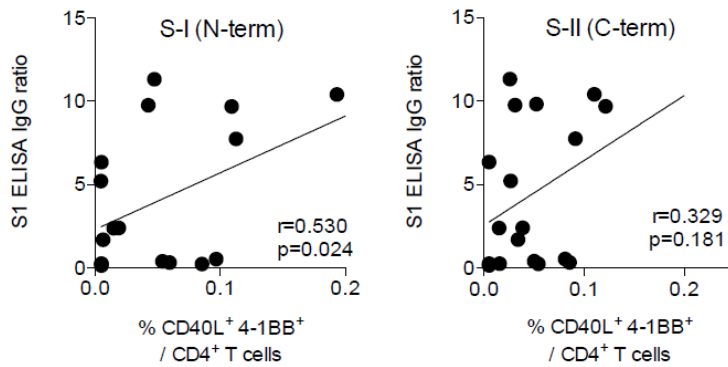 S-I (N-term)
15
10
5
0
S1 ELISA IgG ratio
r=0.530
p=0.024
0.0 0.1 0.2
% CD40L⁺ 4-1BB⁺
/ CD4⁺ T cells
S-II (C-term)
15
10
5
0
S1 ELISA IgG ratio
r=0.329
p=0.181
0.0 0.1 0.2
% CD40L⁺ 4-1BB⁺
/ CD4⁺ T cells